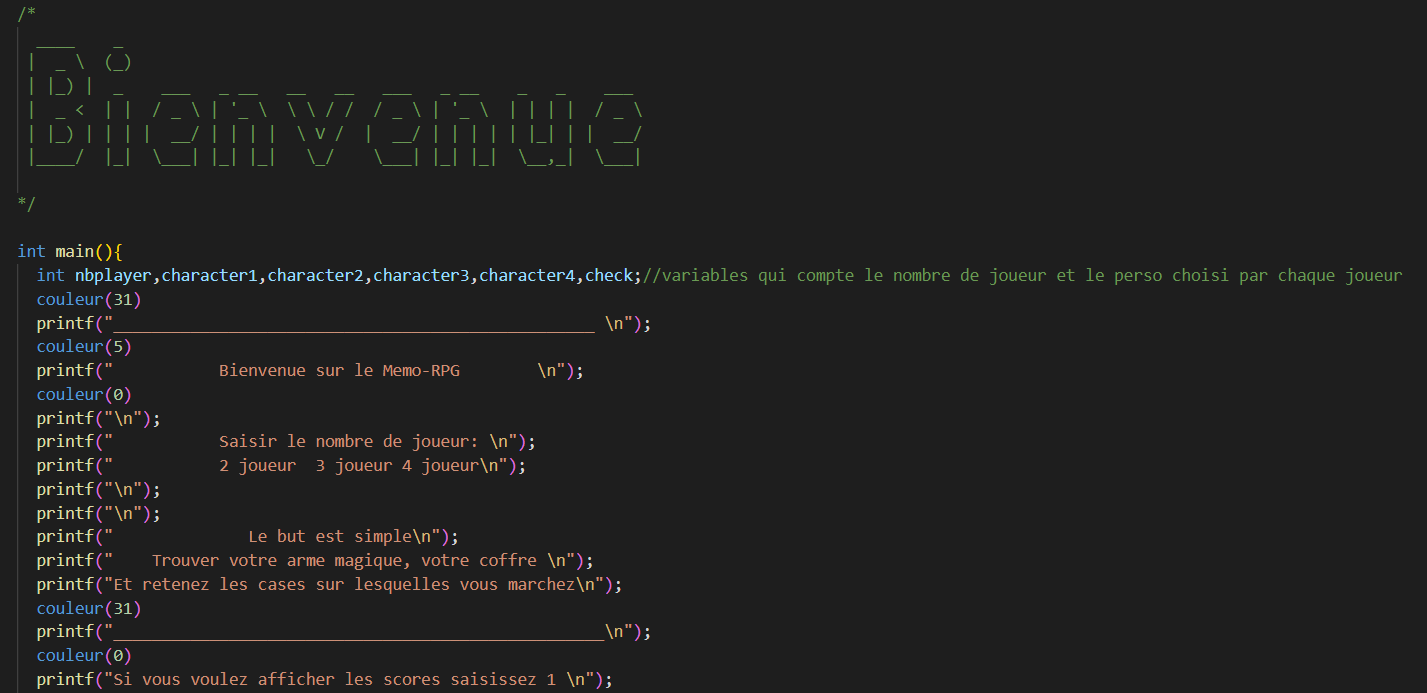 /*
  ____    _
 |  _ \  (_)
 | |_) |  _    ___   _ __   __   __   ___   _ __    _   _    ___
 |  _ <  | |  / _ \ | '_ \  \ \ / /  / _ \ | '_ \  | | | |  / _ \
 | |_) | | | |  __/ | | | |  \ V /  |  __/ | | | | | |_| | |  __/
 |____/  |_|  \___| |_| |_|   \_/    \___| |_| |_|  \__,_|  \___|
*/
int main(){
  int nbplayer,character1,character2,character3,character4,check;//variables qui compte le nombre de joueur et le perso choisi par chaque joueur
  couleur(31)
  printf("__________________________________________________ \n");
  couleur(5)
  printf("           Bienvenue sur le Memo-RPG        \n");
  couleur(0)
  printf("\n");
  printf("           Saisir le nombre de joueur: \n");
  printf("           2 joueur  3 joueur 4 joueur\n");
  printf("\n");
  printf("\n");
  printf("              Le but est simple\n");
  printf("    Trouver votre arme magique, votre coffre \n");
  printf("Et retenez les cases sur lesquelles vous marchez\n");
  couleur(31)
  printf("___________________________________________________\n");
  couleur(0)
  printf("Si vous voulez afficher les scores saisissez 1 \n");